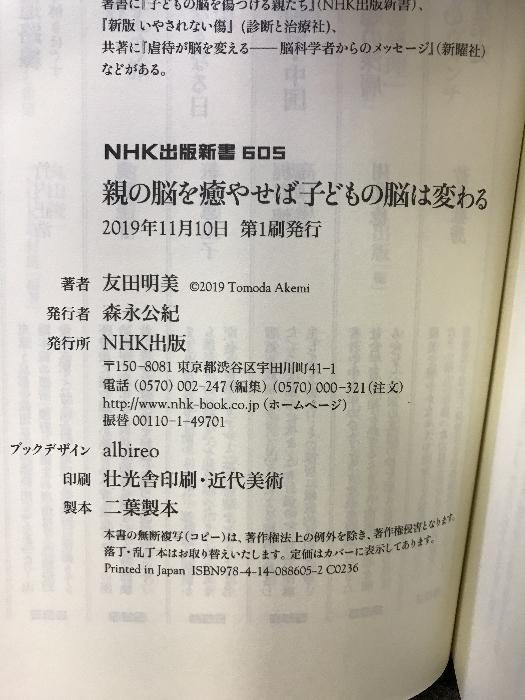 著書に『子どもの脳を傷つける親たち』(NHK出版新書)、
『新版 いやされない傷』(診断と治療社)、
共著に『虐待が脳を変える——脳科学者からのメッセージ』(新曜社)
などがある。
NHK出版新書 605
親の脳を癒やせば子どもの脳は変わる
2019年11月10日 第1刷発行
著者 友田明美 ©2019 Tomoda Akemi
発行者 森永公紀
発行所 NHK出版
〒150-8081 東京都渋谷区宇田川町41-1
電話 (0570) 002-247 (編集) (0570) 000-321 (注文)
http://www.nhk-book.co.jp (ホームページ)
振替 00110-1-49701
ブックデザイン albireo
印刷 壮光舎印刷・近代美術
製本 二葉製本
本書の無断複写(コピー)は、著作権法上の例外を除き、著作権侵害となります。
落丁・乱丁本はお取り替えいたします。定価はカバーに表示してあります。
Printed in Japan ISBN978-4-14-088605-2 C0236